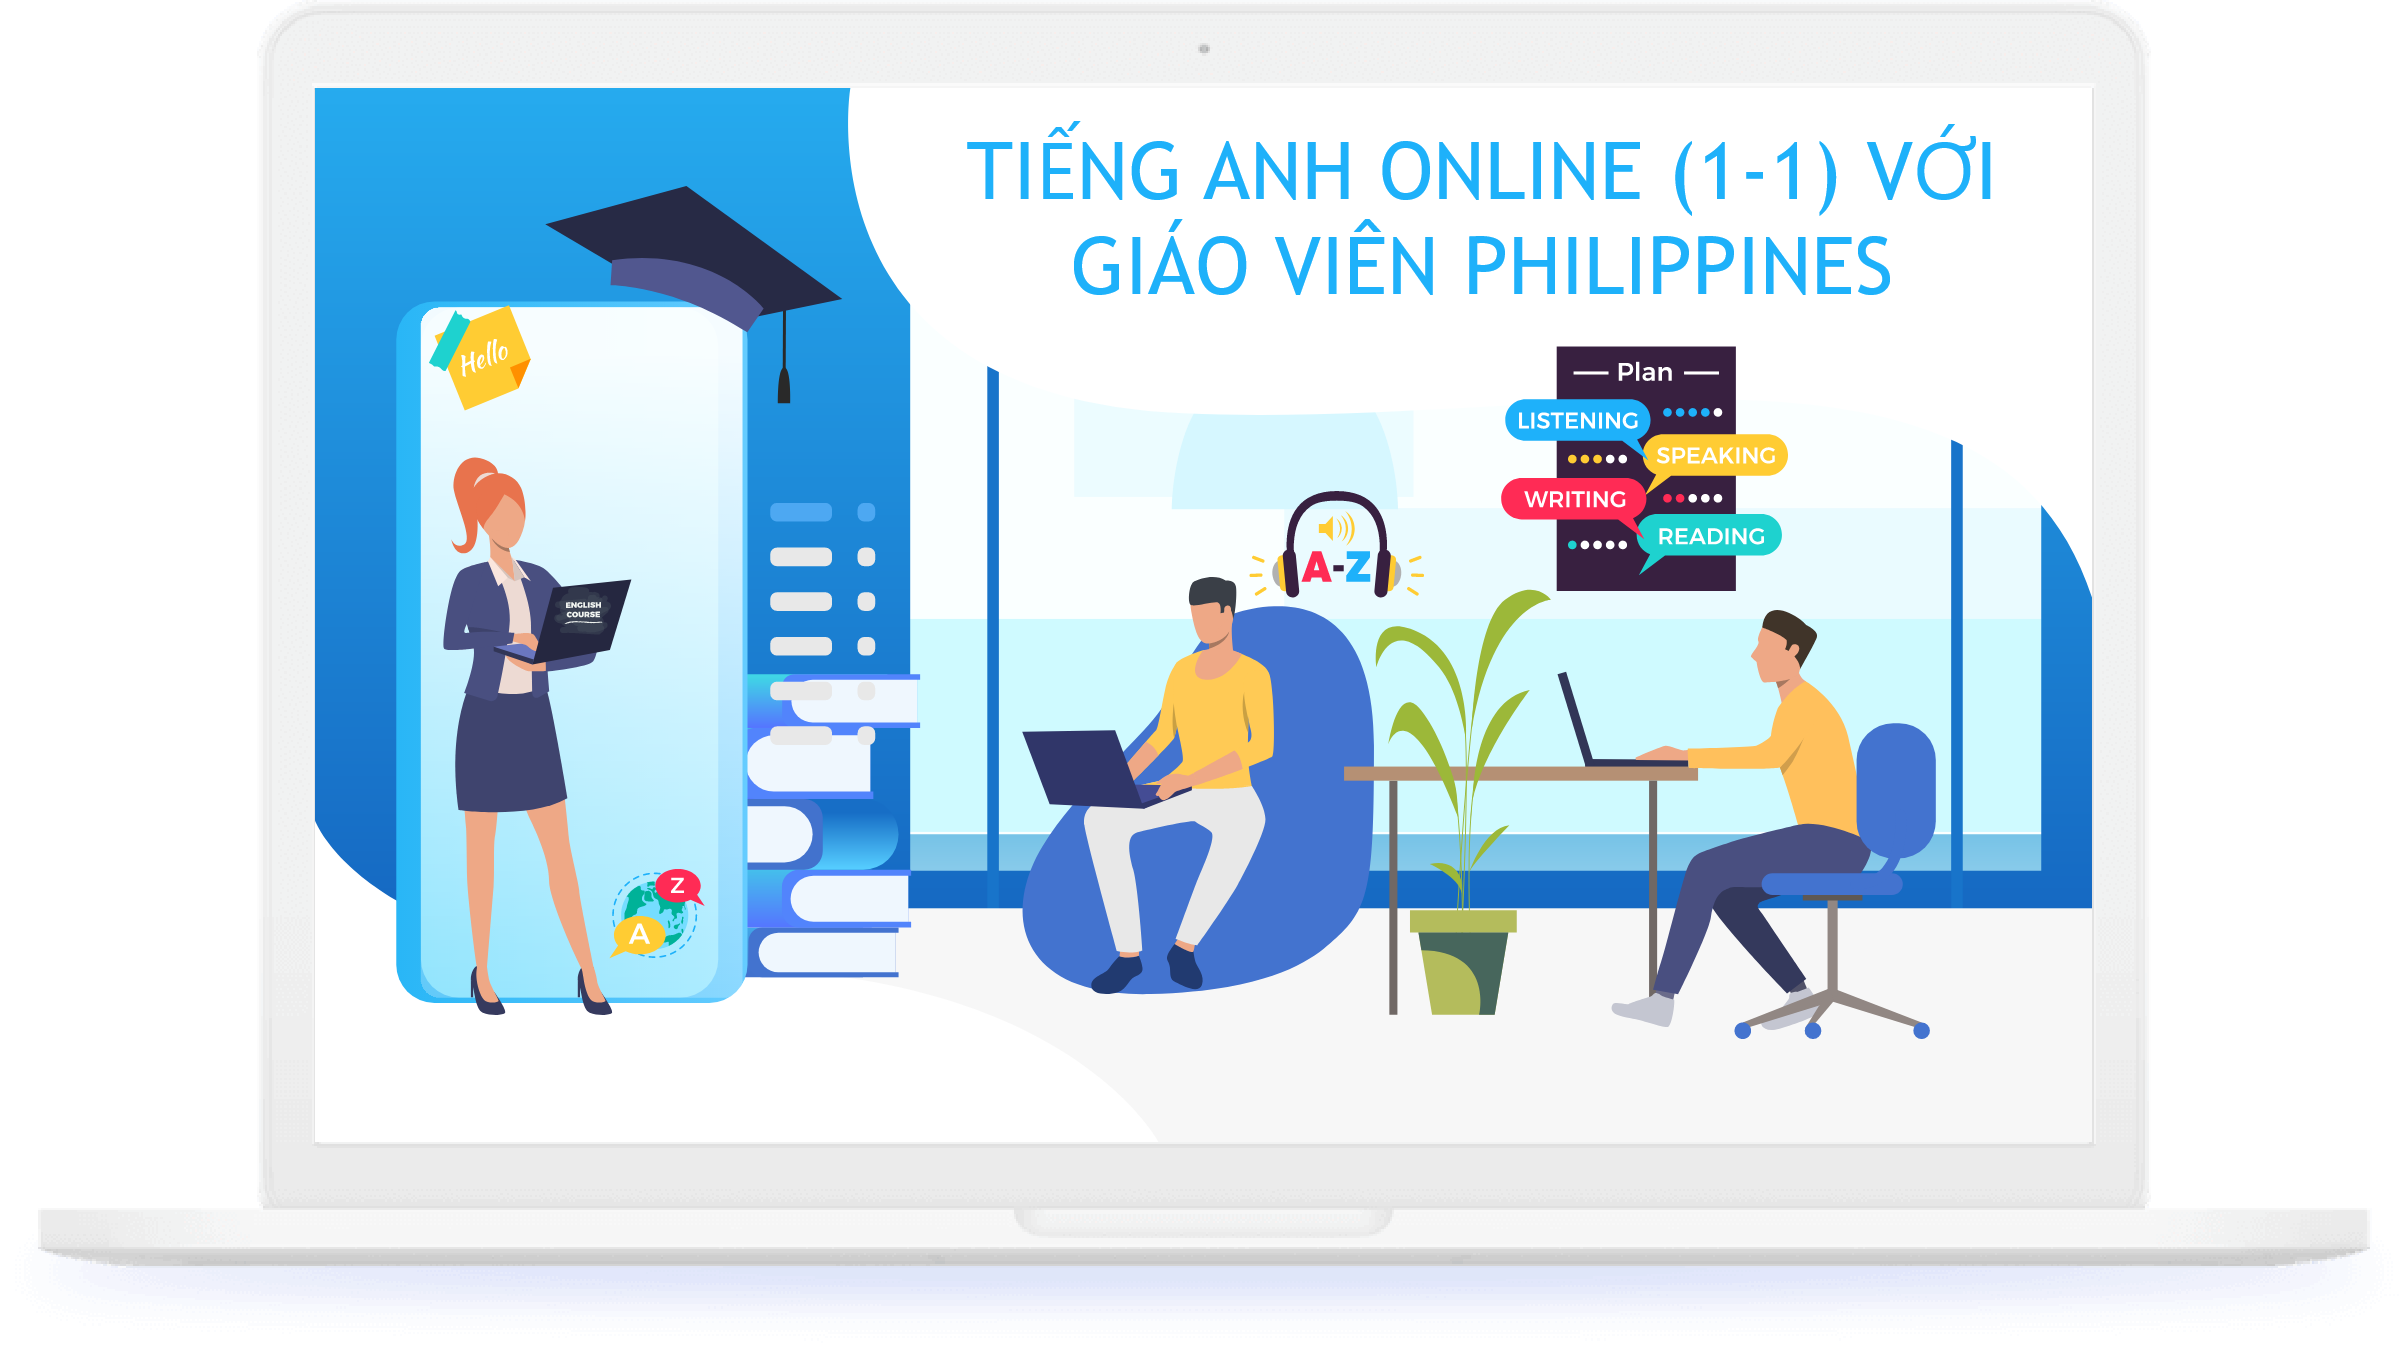 TIẾNG ANH ONLINE (1-1) VỚI
GIÁO VIÊN PHILIPPINES
Hello
Plan
LISTENING
SPEAKING
WRITING
READING
A-Z
ENGLISH
COURSE
Z
A